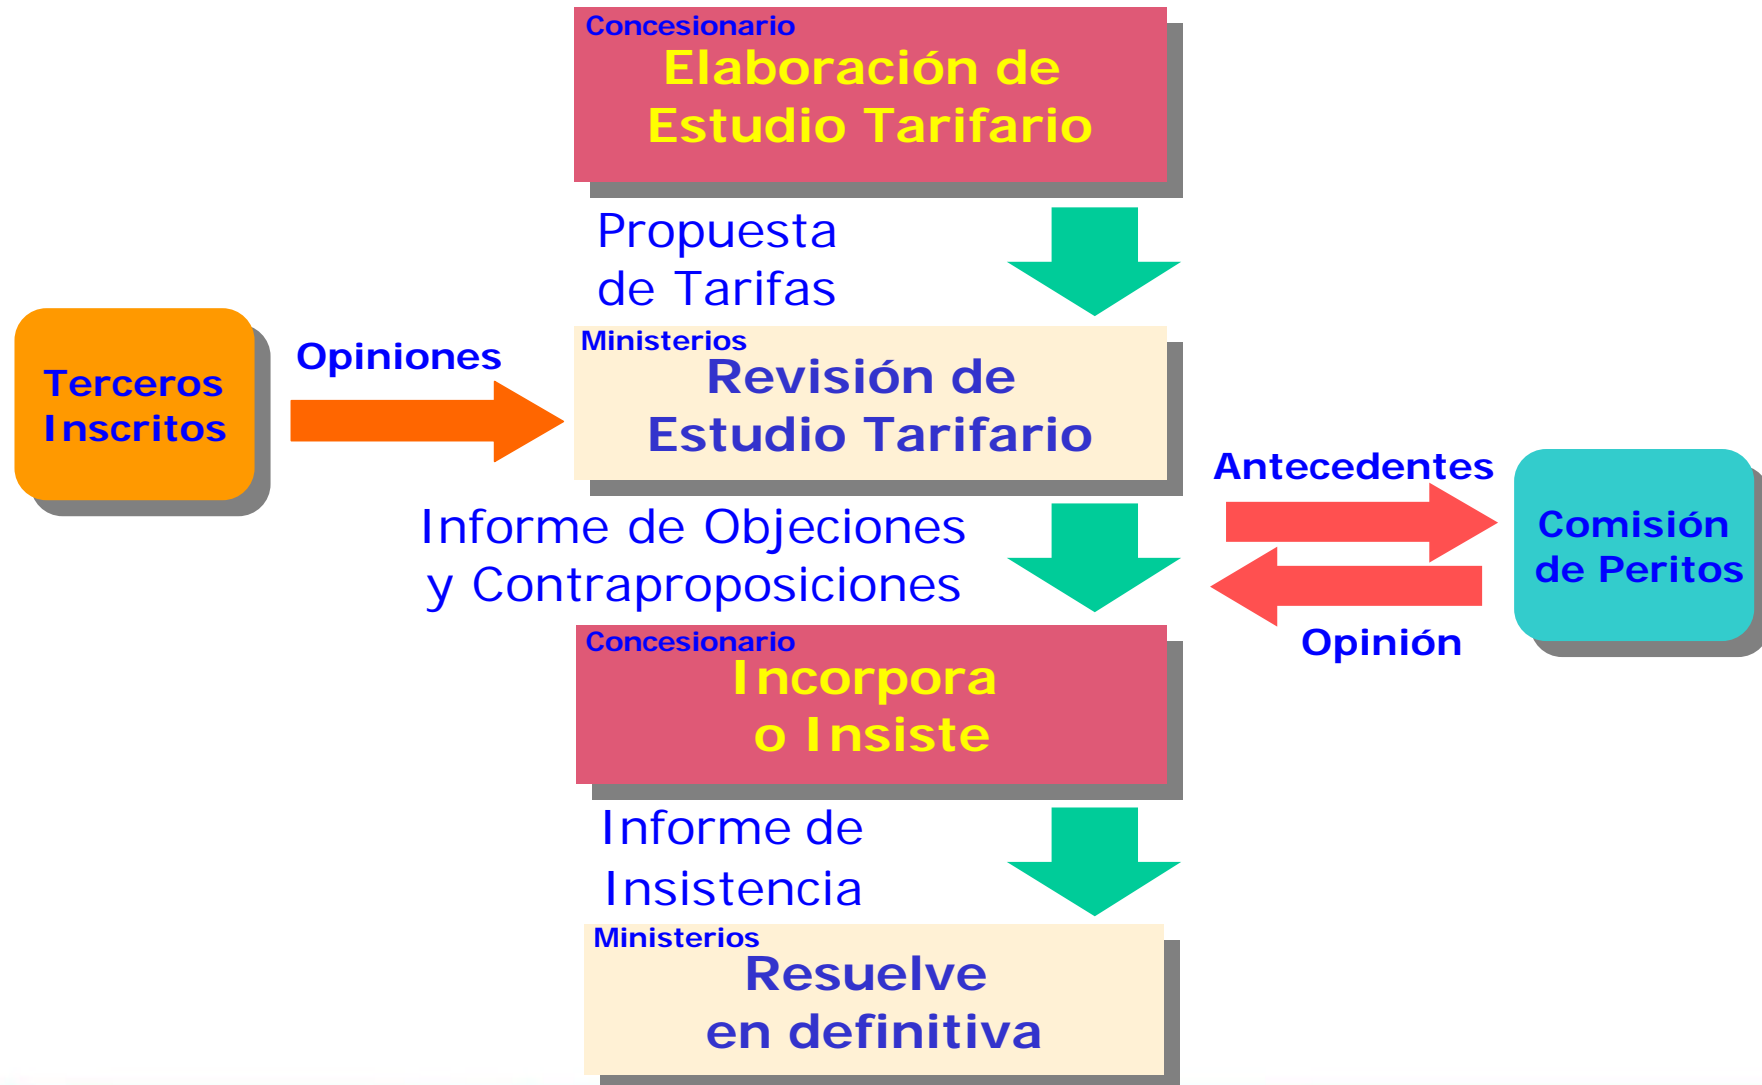 Concesionario
Elaboración de
Estudio Tarifario
Propuesta
de Tarifas
Terceros
Inscritos
Opiniones
Ministerios
Revisión de
Estudio Tarifario
Antecedentes
Comisión
de Peritos
Opinión
Informe de Objeciones
y Contraproposiciones
Concesionario
Incorpora
o Insiste
Informe de
Insistencia
Ministerios
Resuelve
en definitiva